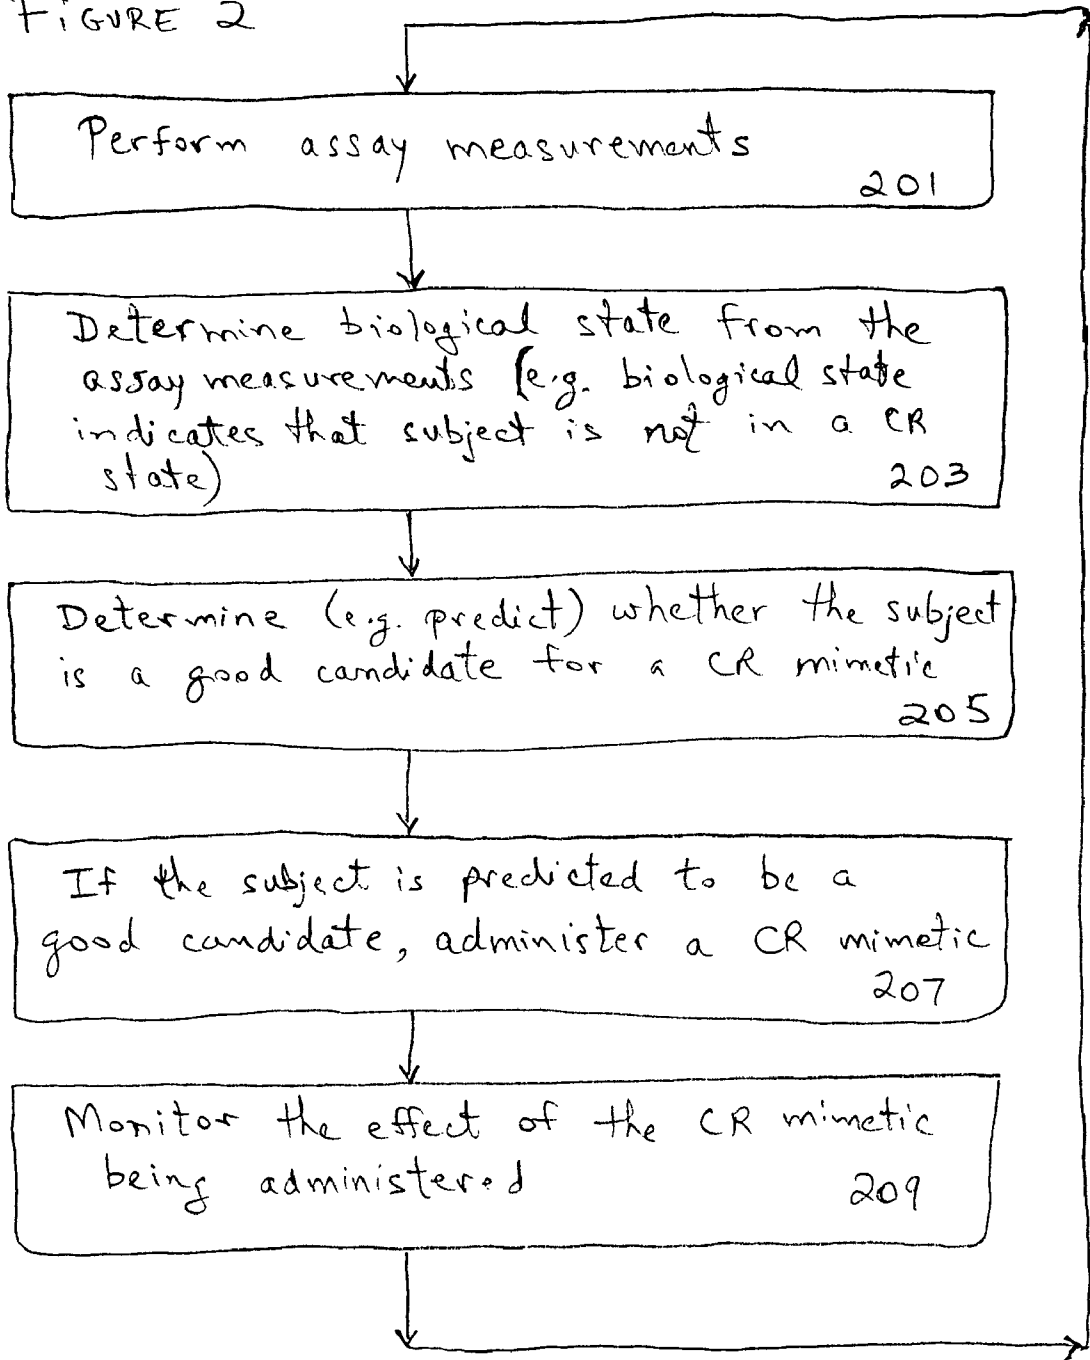 FIGURE 2
Perform assay measurements
201
Determine biological state from the
assay measurements (e.g. biological state
indicates that subject is not in a CR
state)
203
Determine (e.g. predict) whether the subject
is a good candidate for a CR mimetic
205
If the subject is predicted to be a
good candidate, administer a CR mimetic
207
Monitor the effect of the CR mimetic
being administered
209